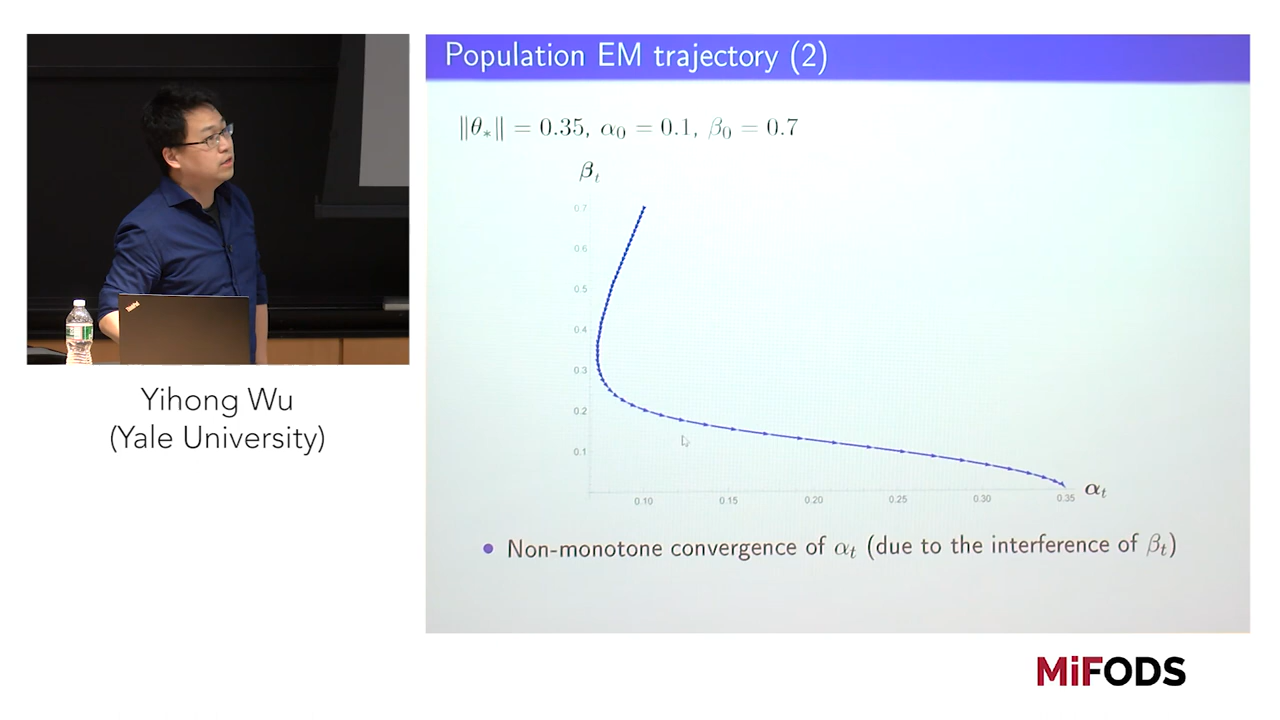 Population EM trajectory (2)
‖θ*‖ = 0.35, α₀ = 0.1, β₀ = 0.7
βₜ
0.7
0.6
0.5
0.4
0.3
0.2
0.1
0.10
0.15
0.20
0.25
0.30
0.35
αₜ
Non-monotone convergence of αₜ (due to the interference of βₜ)
Yihong Wu
(Yale University)
MiFODS